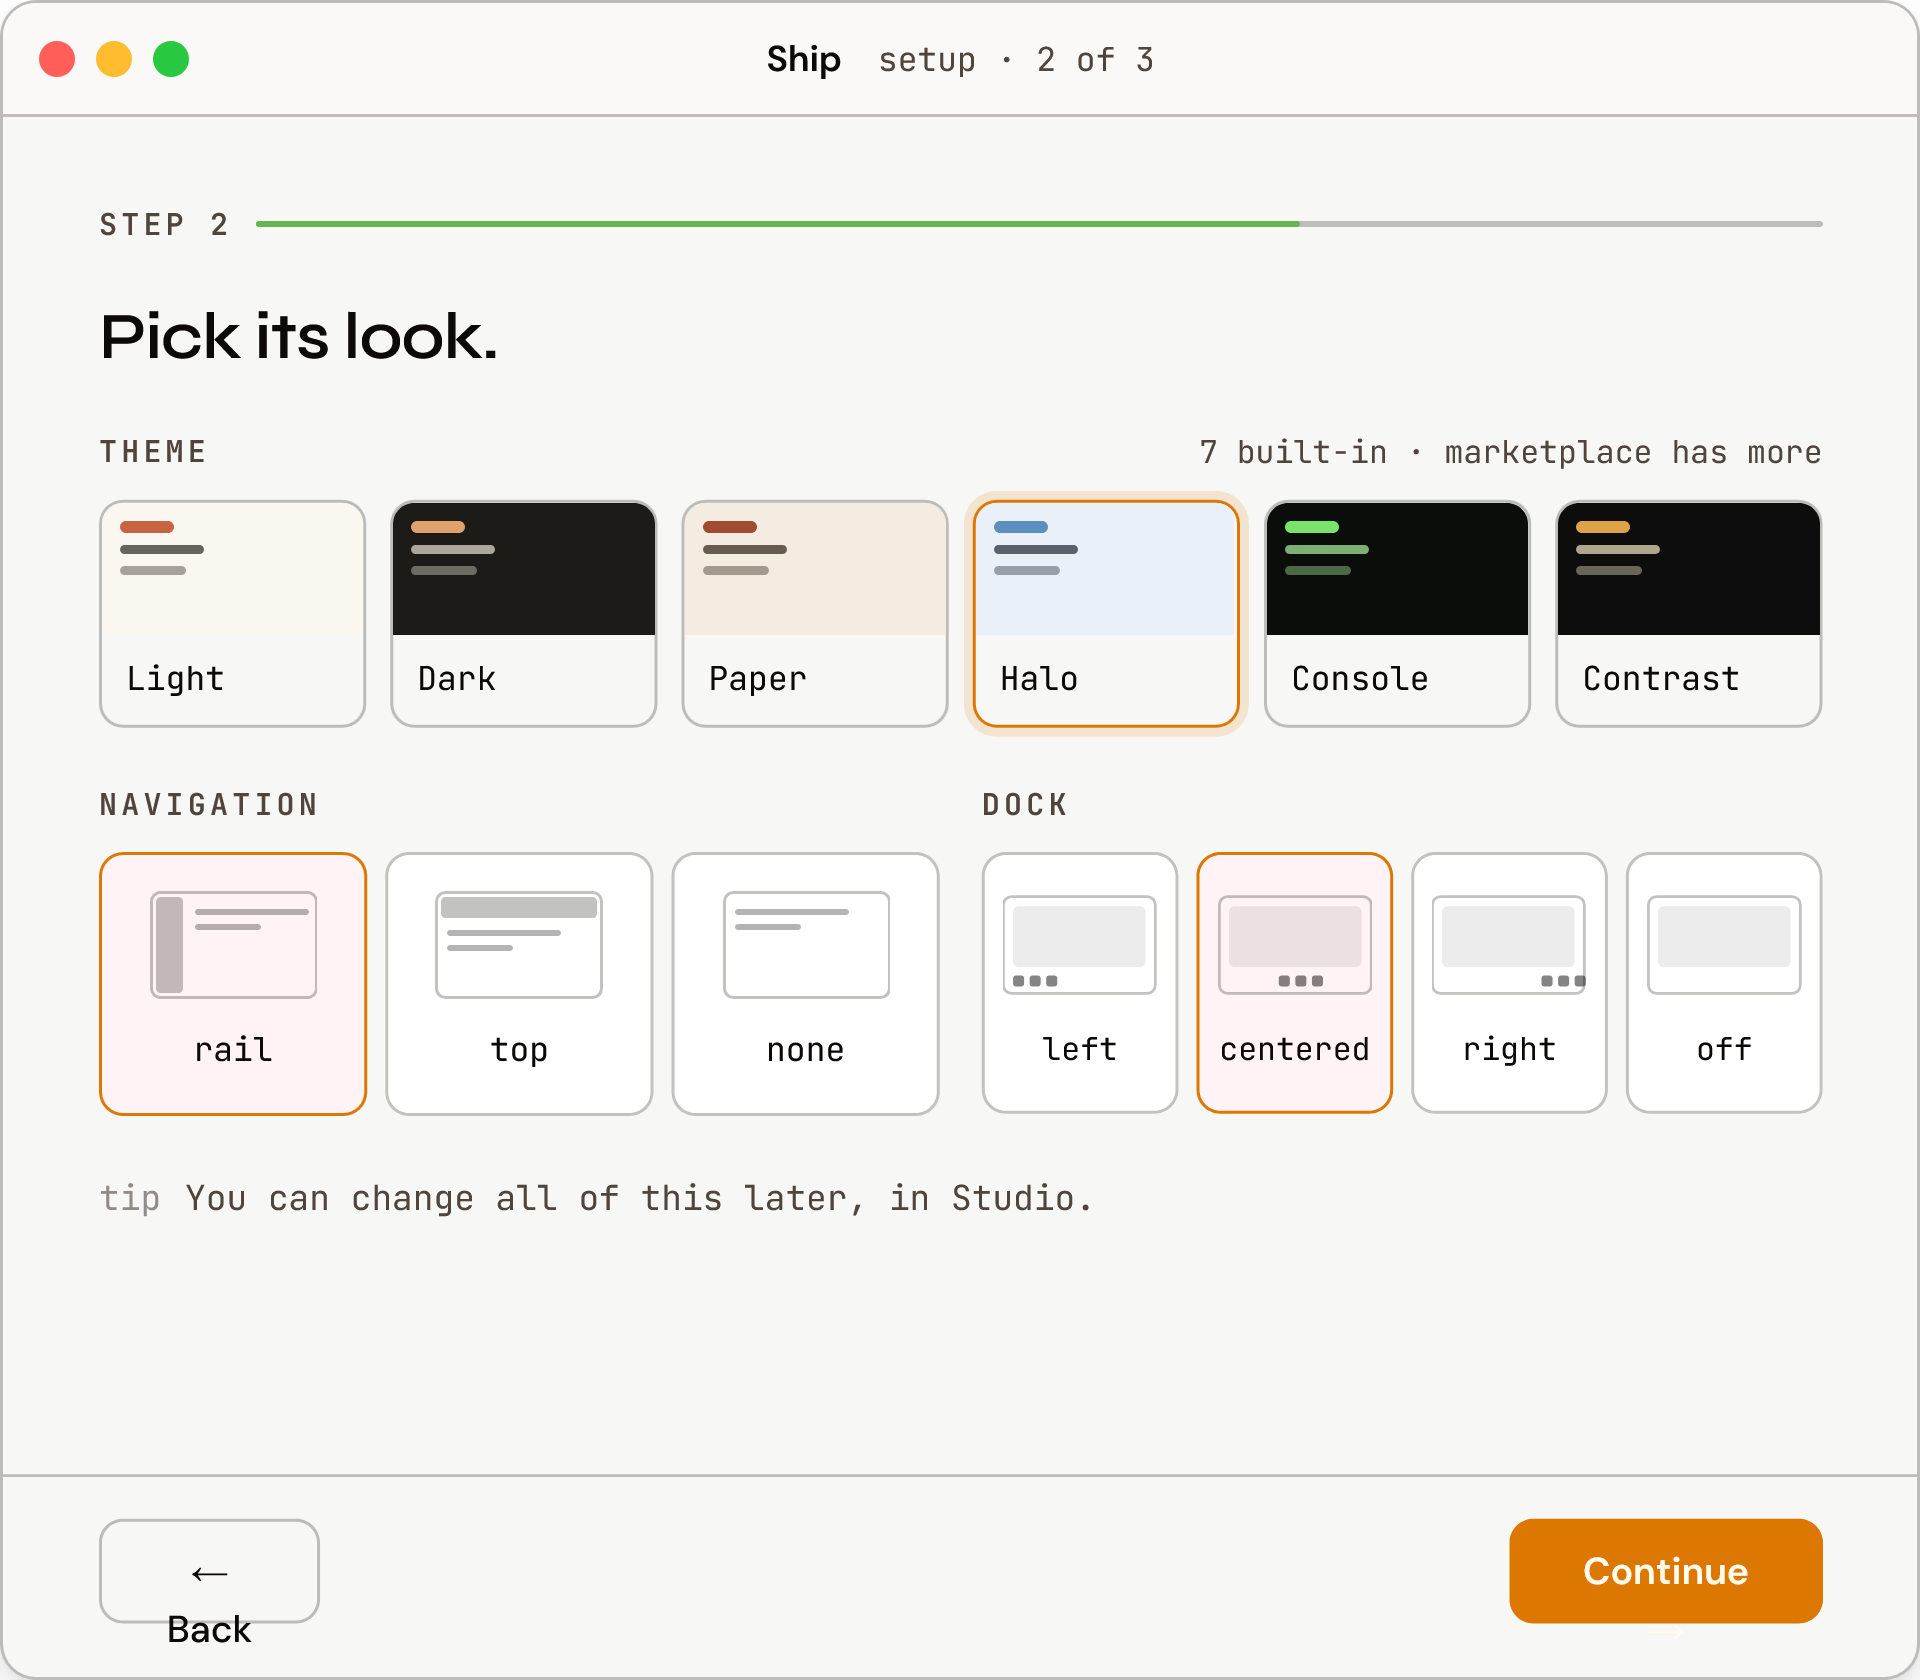 Ship setup · 2 of 3
STEP 2
Pick its look.
THEME
7 built-in · marketplace has more
Light
Dark
Paper
Halo
Console
Contrast
NAVIGATION
DOCK
rail
top
none
left
centered
right
off
tip You can change all of this later, in Studio.
←
Back
Continue
→